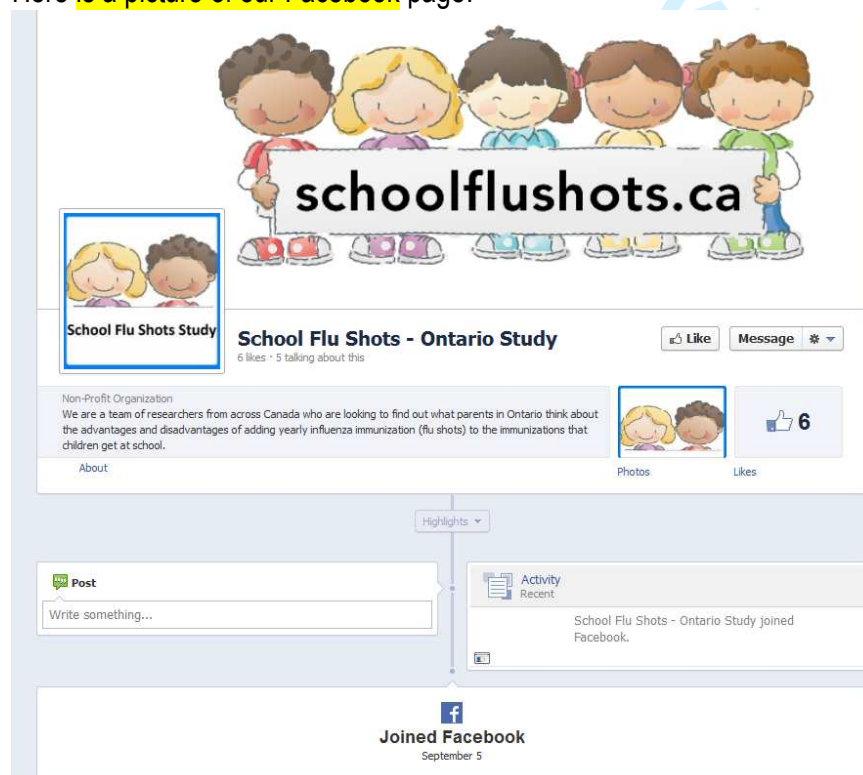 Here is a picture of our Facebook page:
schoolflushots.ca
School Flu Shots Study
School Flu Shots - Ontario Study
6 likes · 5 talking about this
Like
Message
Non-Profit Organization
We are a team of researchers from across Canada who are looking to find out what parents in Ontario think about
the advantages and disadvantages of adding yearly influenza immunization (flu shots) to the immunizations that
children get at school.
About
6
Photos
Likes
Highlights
Post
Write something...
Activity
Recent
School Flu Shots - Ontario Study joined
Facebook.
Joined Facebook
September 5